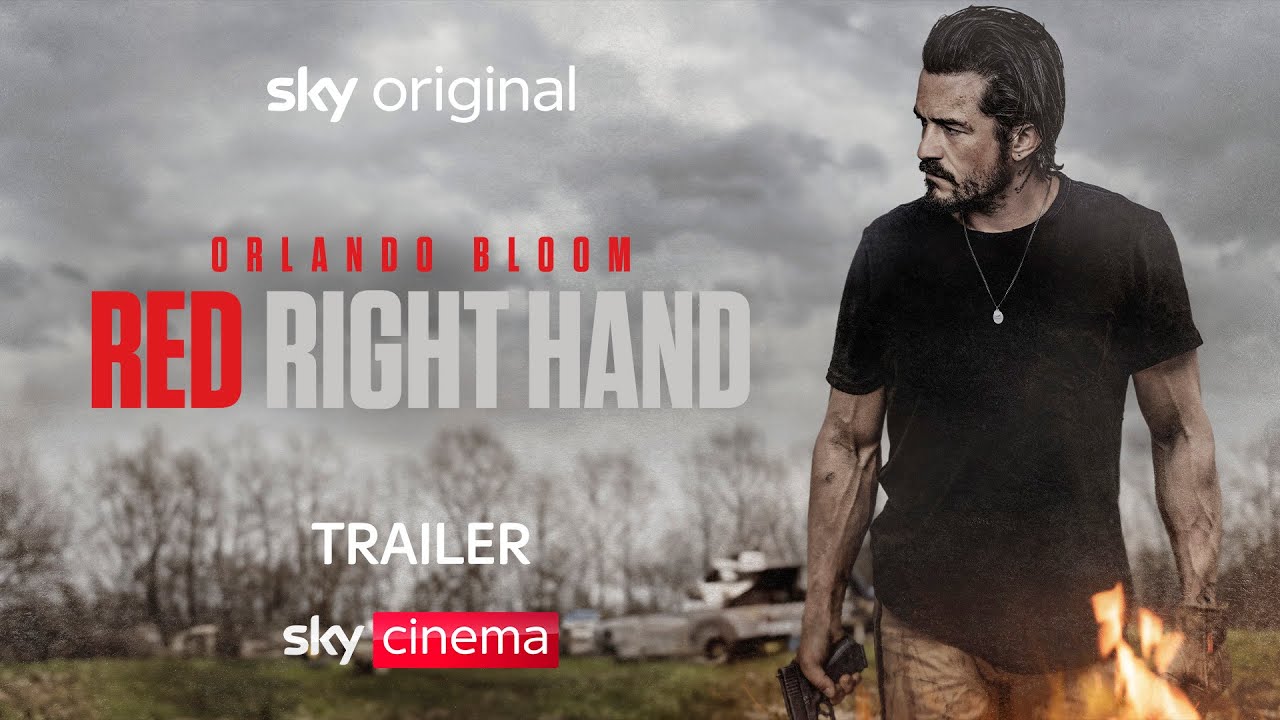 sky original
ORLANDO BLOOM
RED RIGHT HAND
TRAILER
sky cinema